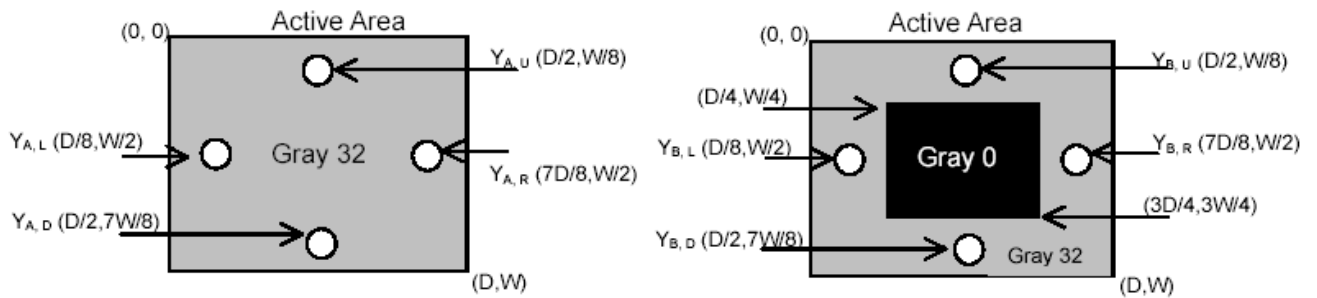 Active Area
(0, 0)
Y_A, U (D/2,W/8)
Y_A, L (D/8,W/2)
Gray 32
Y_A, R (7D/8,W/2)
Y_A, D (D/2,7W/8)
(D,W)
Active Area
(0, 0)
Y_B, U (D/2,W/8)
(D/4,W/4)
Y_B, L (D/8,W/2)
Gray 0
Y_B, R (7D/8,W/2)
(3D/4,3W/4)
Y_B, D (D/2,7W/8)
Gray 32
(D,W)